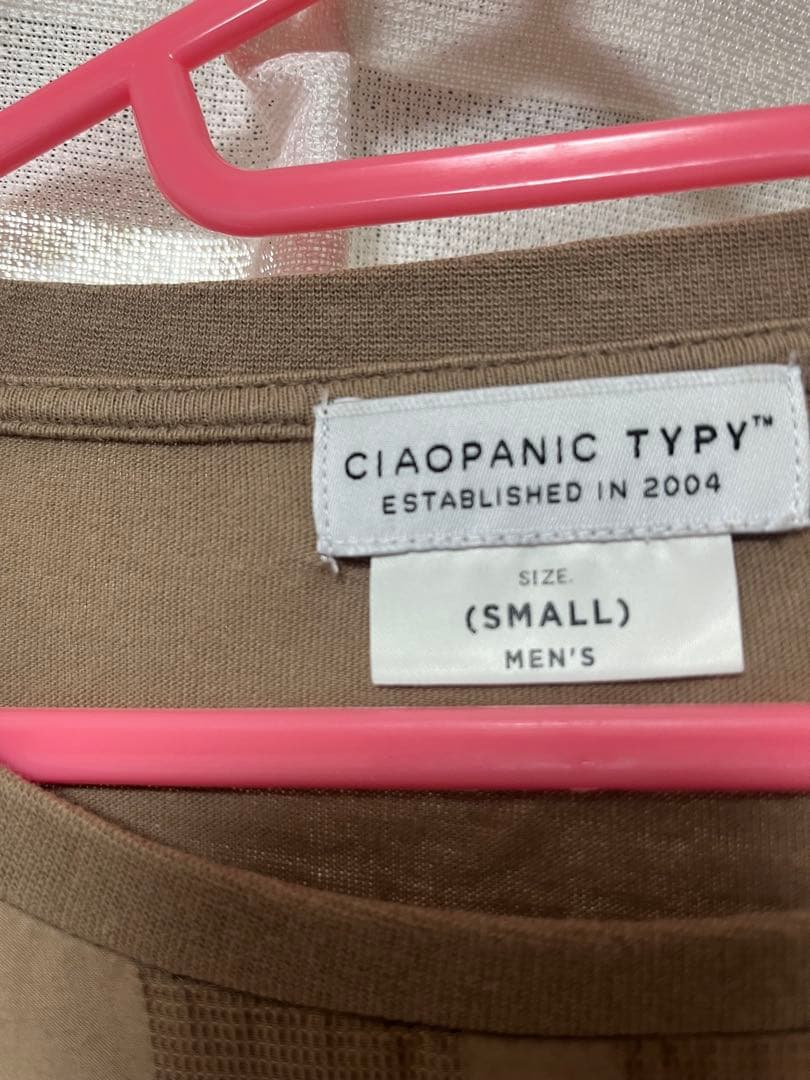 CIAOPANIC TYPY™
ESTABLISHED IN 2004
SIZE.
(SMALL)
MEN'S